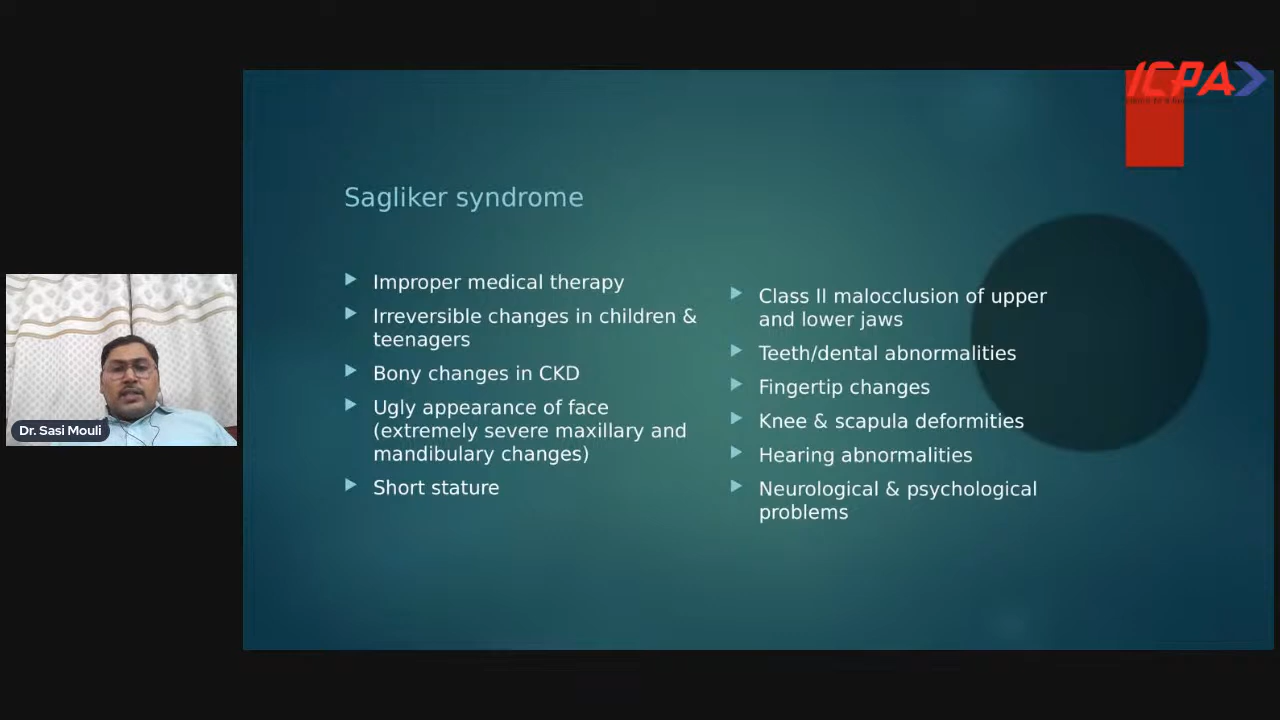 ICPA
Sagliker syndrome
Improper medical therapy
Irreversible changes in children &
teenagers
Bony changes in CKD
Ugly appearance of face
(extremely severe maxillary and
mandibulary changes)
Short stature
Class II malocclusion of upper
and lower jaws
Teeth/dental abnormalities
Fingertip changes
Knee & scapula deformities
Hearing abnormalities
Neurological & psychological
problems
Dr. Sasi Mouli